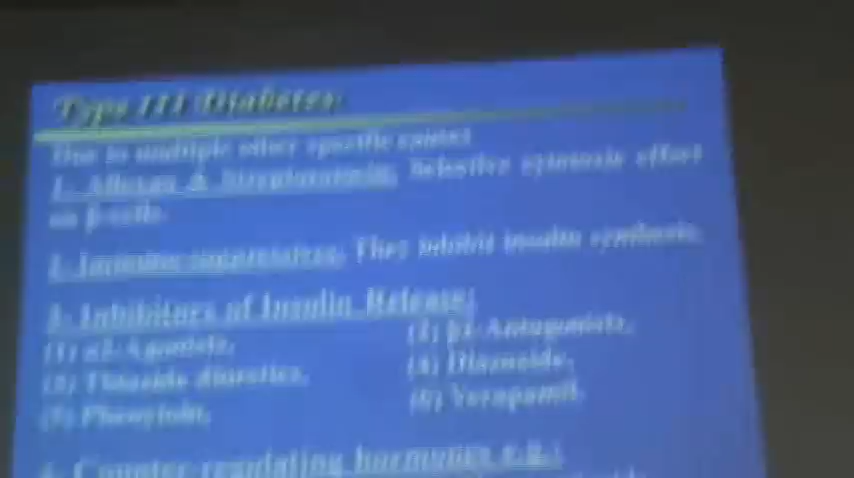 Type III Diabetes:
Due to multiple other specific causes
1- Alloxan & Streptozotocin: Selective cytotoxic effect
on β-cells.
2- Immunosuppressives: They inhibit insulin synthesis.
3- Inhibitors of Insulin Release:
(1) α2-Agonists. (2) β2-Antagonists.
(3) Thiazide diuretics. (4) Diazoxide.
(5) Phenytoin. (6) Verapamil.
4- Counter-regulating hormones e.g.: